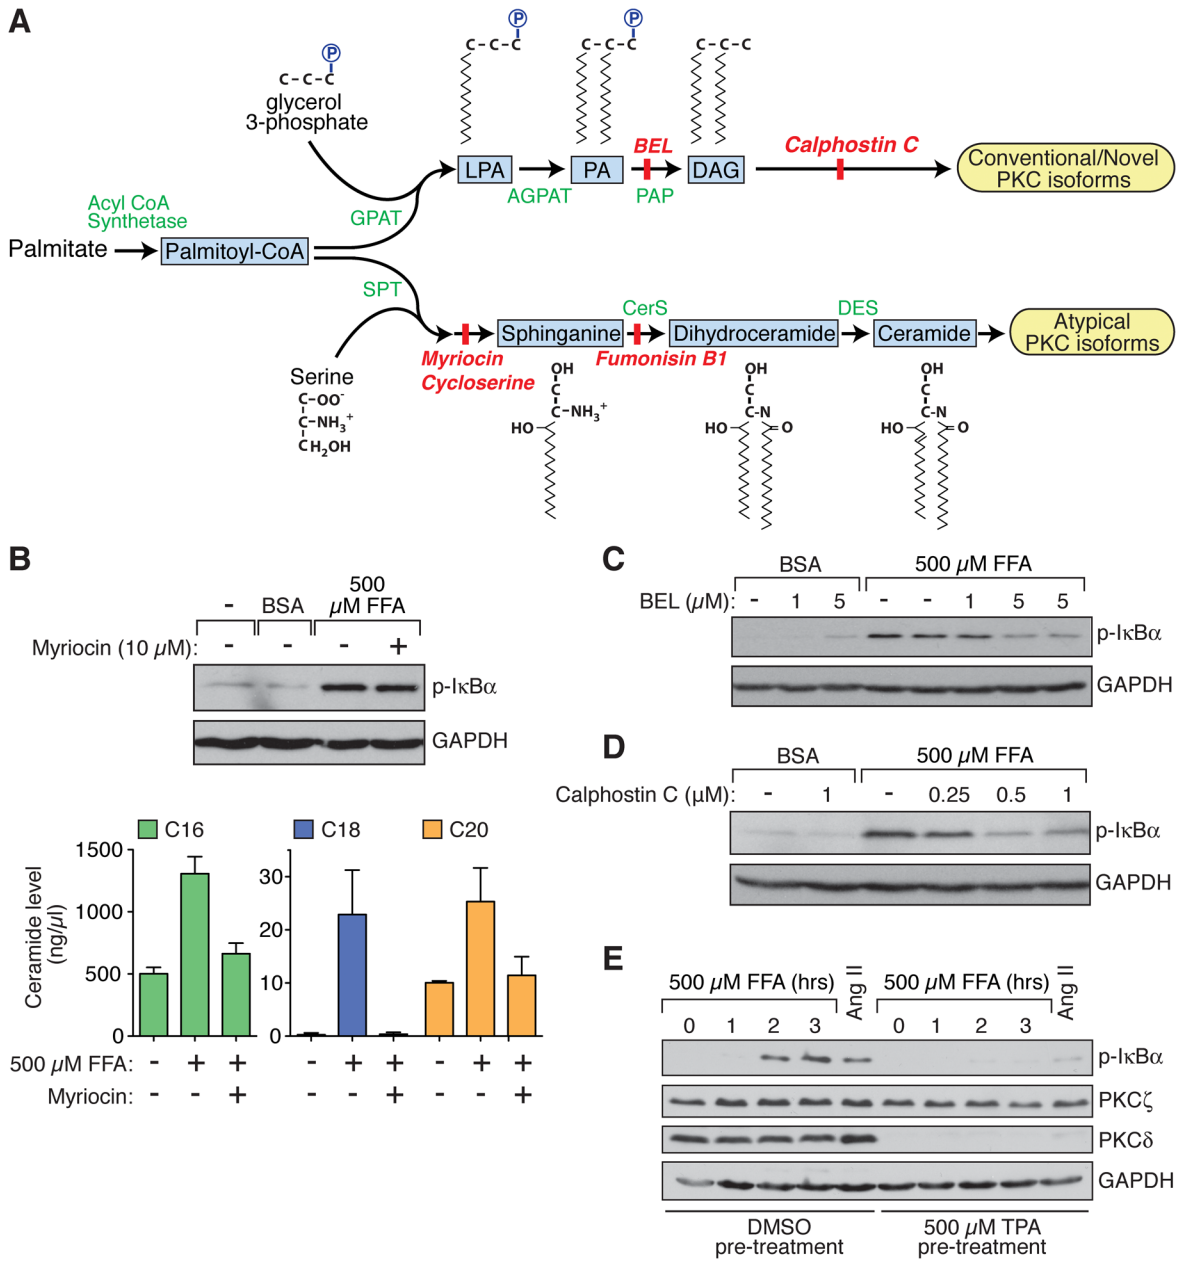 A
P
C-C-C
glycerol
3-phosphate
P
C-C-C
P
C-C-C
C-C-C
LPA
AGPAT
PA
BEL
PAP
DAG
Calphostin C
Conventional/Novel
PKC isoforms
Acyl CoA
Synthetase
Palmitate
Palmitoyl-CoA
GPAT
SPT
Serine
C-OO-
C-NH3+
CH2OH
Myriocin
Cycloserine
Sphinganine
CerS
Fumonisin B1
Dihydroceramide
DES
Ceramide
Atypical
PKC isoforms
OH
C
C-NH3+
HO
OH
C
C-N
HO
O
OH
C
C-N
HO
O
B
- BSA 500 µM FFA
Myriocin (10 µM): - - - +
p-IκBα
GAPDH
C16 C18 C20
Ceramide level
(ng/µl)
1500
1000
500
0
30
20
10
0
500 µM FFA: - + + - + + - + +
Myriocin: - - + - - + - - +
C
BSA 500 µM FFA
BEL (µM): - 1 5 - - 1 5 5
p-IκBα
GAPDH
D
BSA 500 µM FFA
Calphostin C (µM): - 1 - 0.25 0.5 1
p-IκBα
GAPDH
E
500 µM FFA (hrs) Ang II 500 µM FFA (hrs) Ang II
0 1 2 3 0 1 2 3
p-IκBα
PKCζ
PKCδ
GAPDH
DMSO
pre-treatment
500 µM TPA
pre-treatment